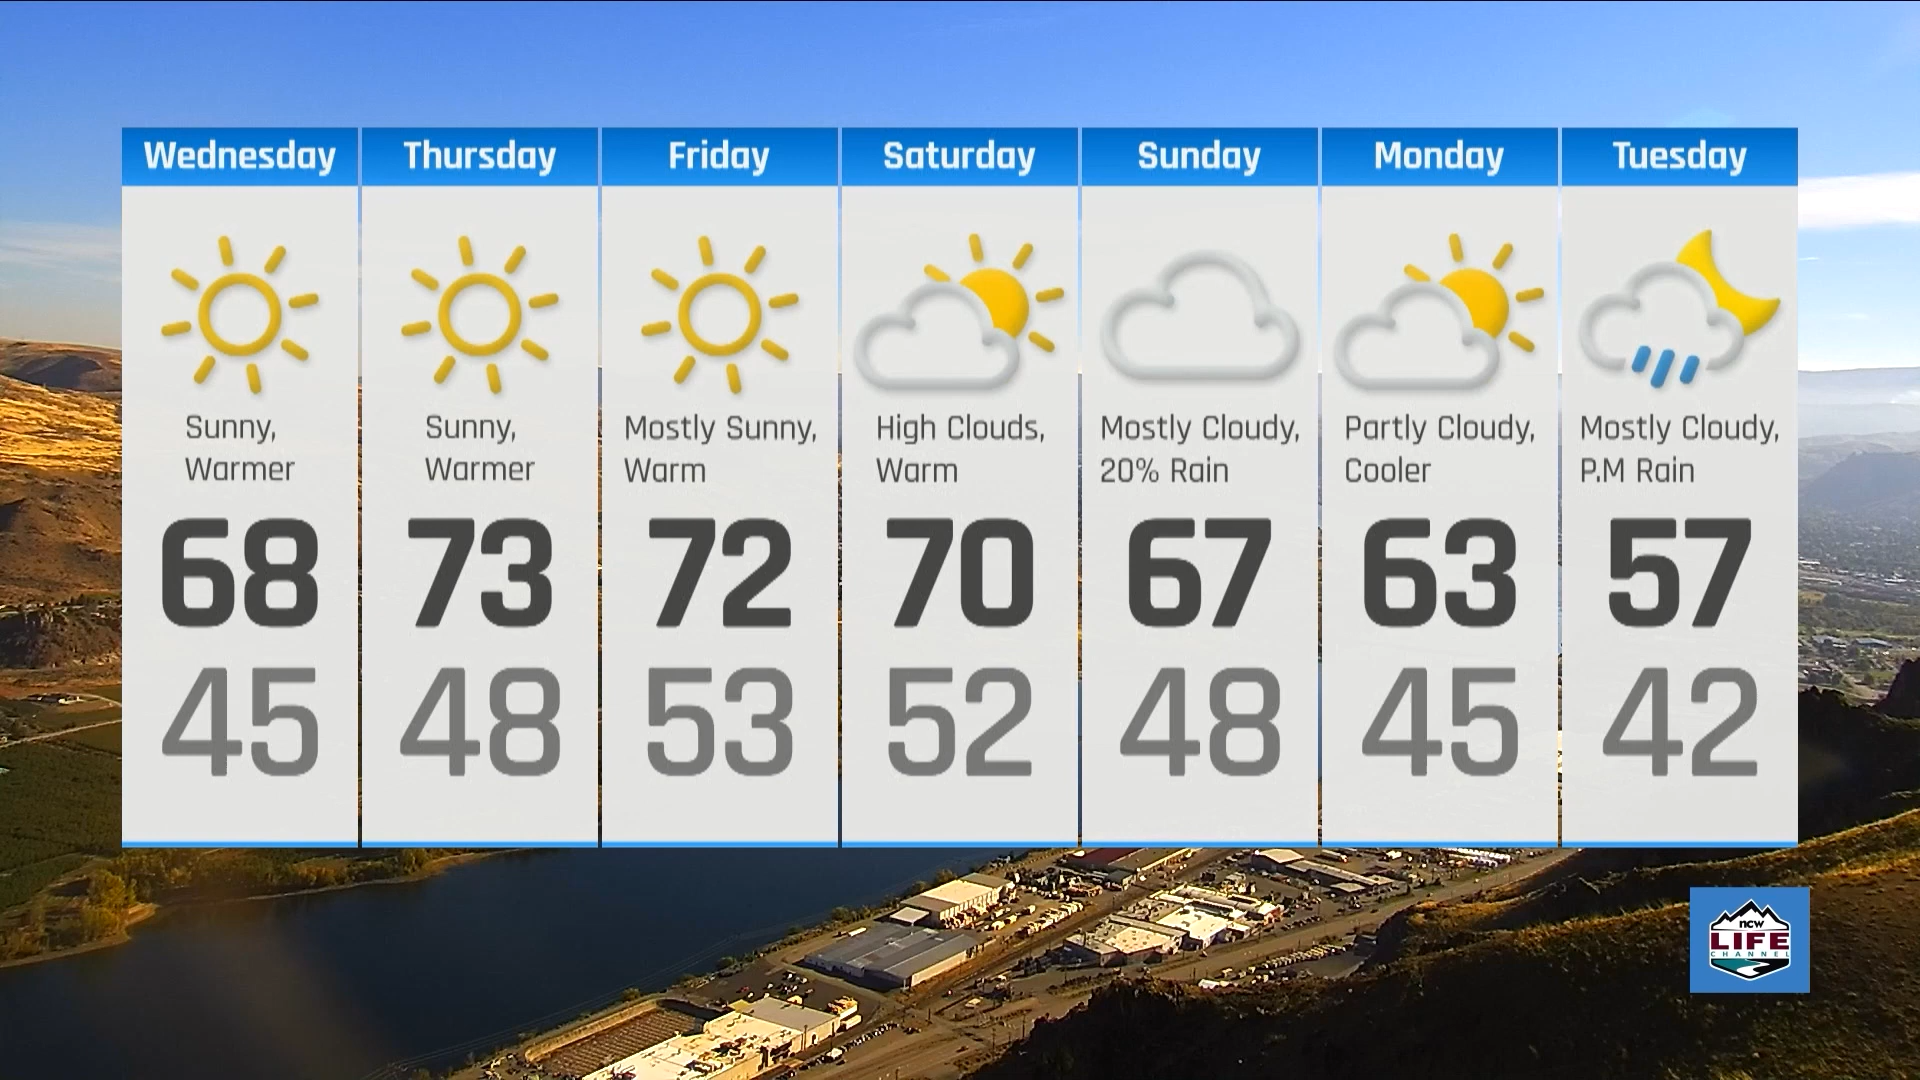 Wednesday
Sunny,
Warmer
68
45
Thursday
Sunny,
Warmer
73
48
Friday
Mostly Sunny,
Warm
72
53
Saturday
High Clouds,
Warm
70
52
Sunday
Mostly Cloudy,
20% Rain
67
48
Monday
Partly Cloudy,
Cooler
63
45
Tuesday
Mostly Cloudy,
P.M Rain
57
42
ncw
LIFE
CHANNEL